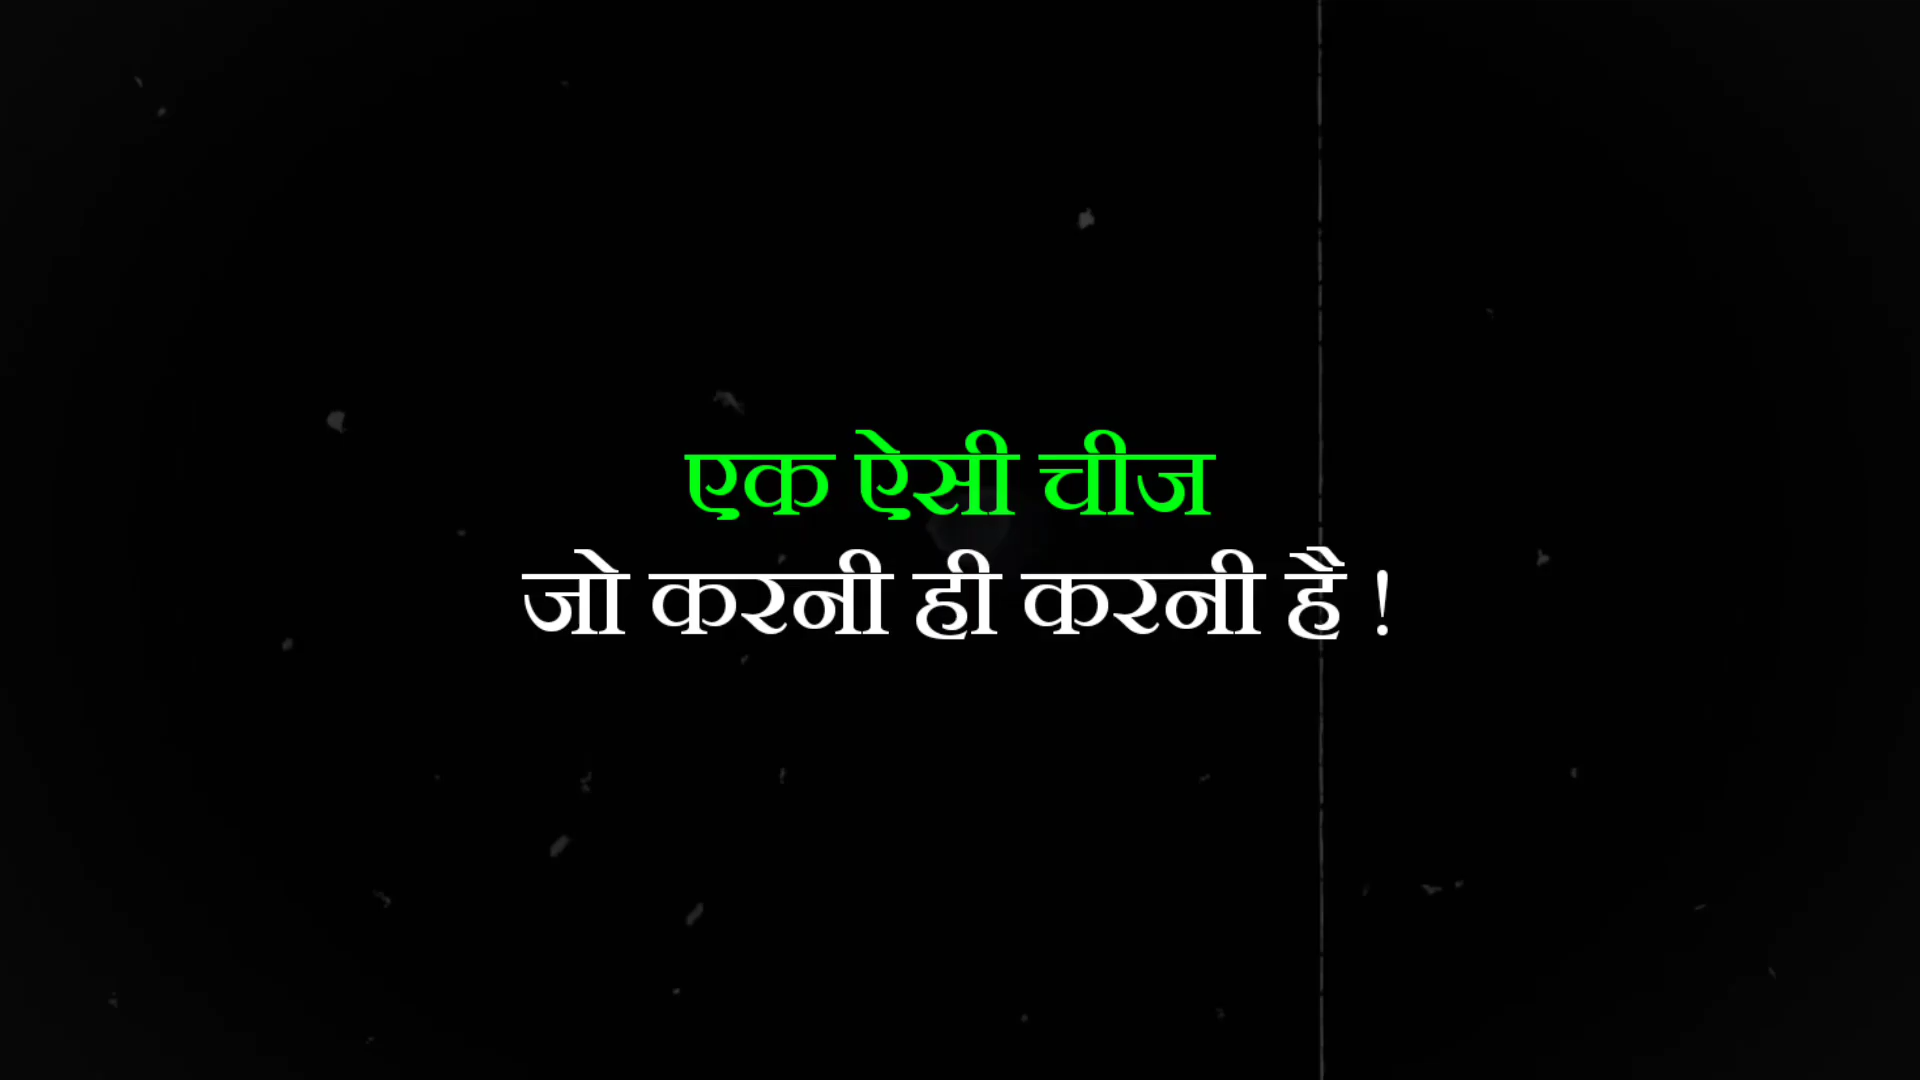 एक ऐसी चीज
जो करनी ही करनी है !